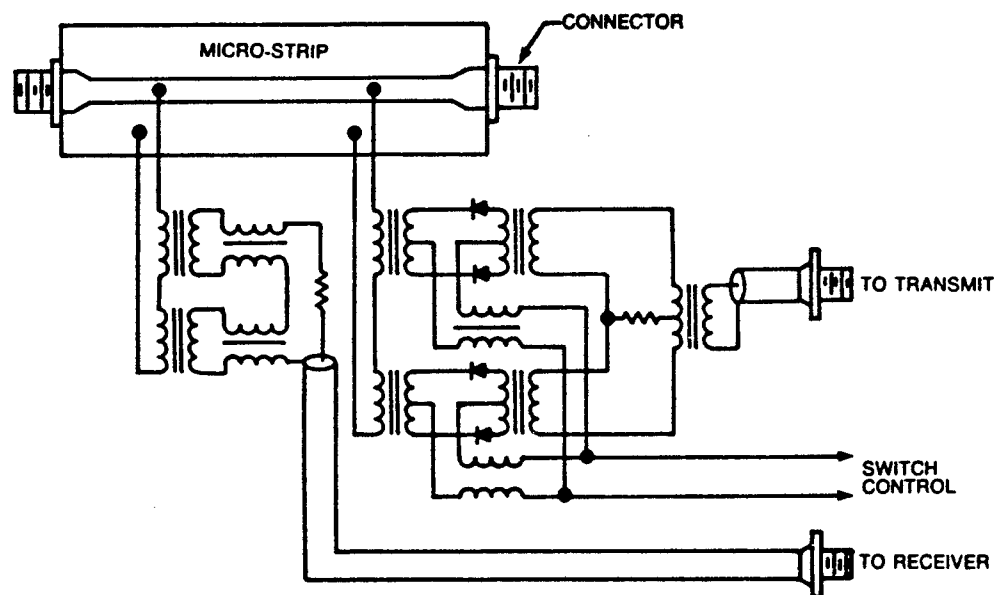 CONNECTOR
MICRO-STRIP
TO TRANSMIT
SWITCH
CONTROL
TO RECEIVER